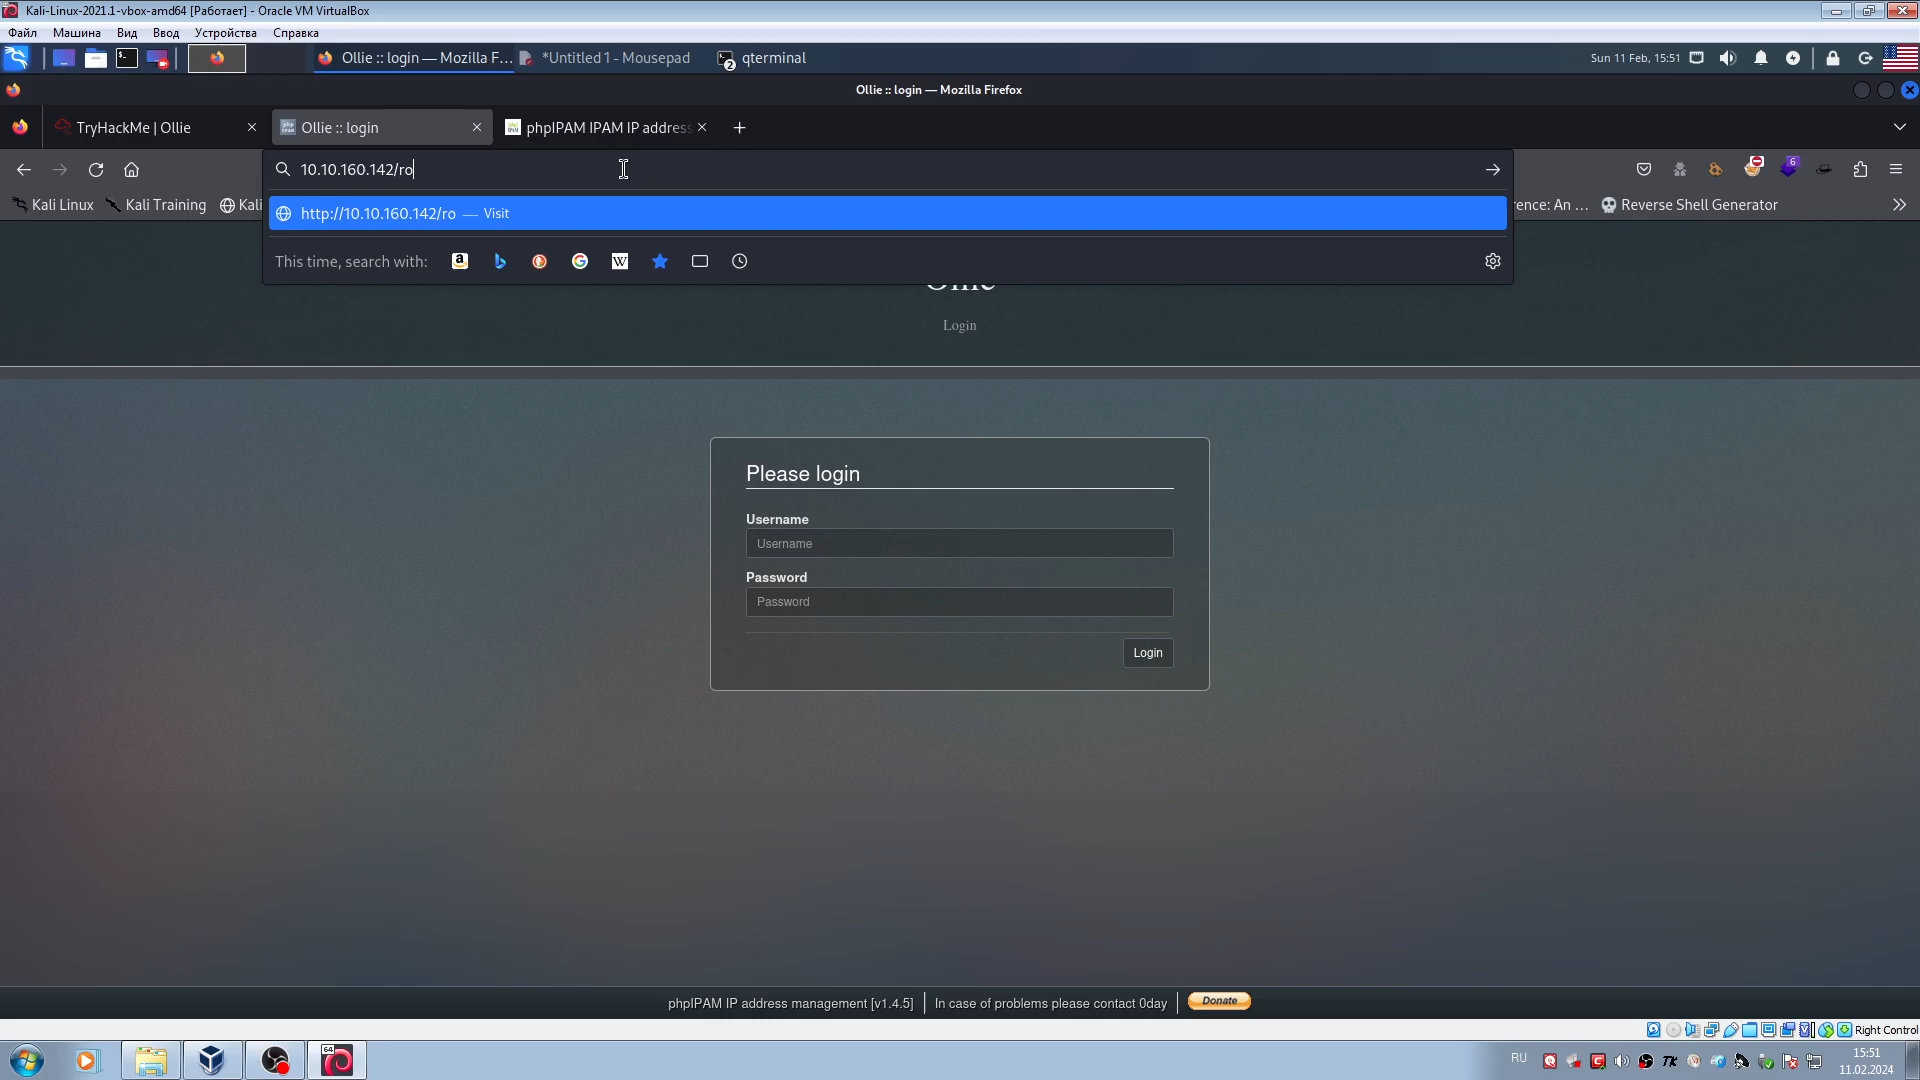 Kali-Linux-2021.1-vbox-amd64 [Работает] - Oracle VM VirtualBox
Файл Машина Вид Ввод Устройства Справка
Ollie :: login — Mozilla F... *Untitled 1 - Mousepad 2 qterminal Sun 11 Feb, 15:51
Ollie :: login — Mozilla Firefox
TryHackMe | Ollie Ollie :: login phpIPAM IPAM IP address
10.10.160.142/ro 6
Kali Linux Kali Training Kali http://10.10.160.142/ro — Visit rence: An ... Reverse Shell Generator
This time, search with:
Ollie
Login
Please login
Username
Username
Password
Password
Login
phpIPAM IP address management [v1.4.5] In case of problems please contact 0day Donate
Right Control
RU 15:51
11.02.2024